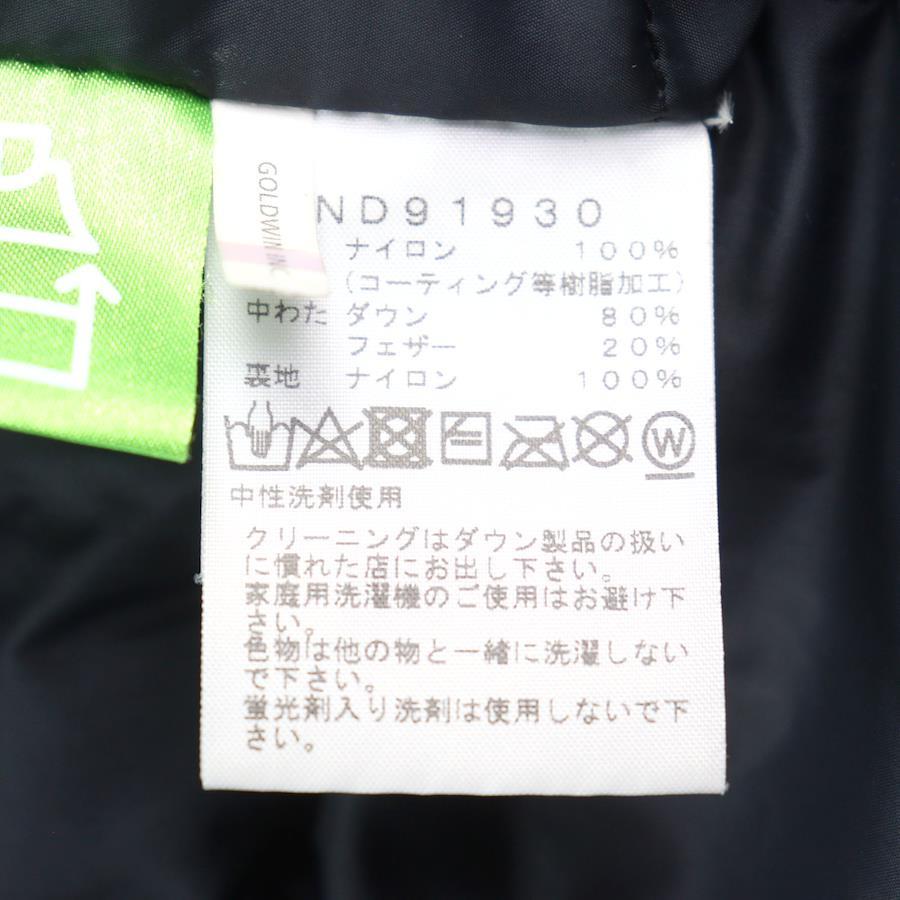 GOLDWIN INC
ND91930
ナイロン 100%
(コーティング等樹脂加工)
中わた ダウン 80%
フェザー 20%
裏地 ナイロン 100%
W
中性洗剤使用
クリーニングはダウン製品の扱い
に慣れた店にお出し下さい。
家庭用洗濯機のご使用はお避け下
さい。
色物は他の物と一緒に洗濯しない
で下さい。
蛍光剤入り洗剤は使用しないで下
さい。